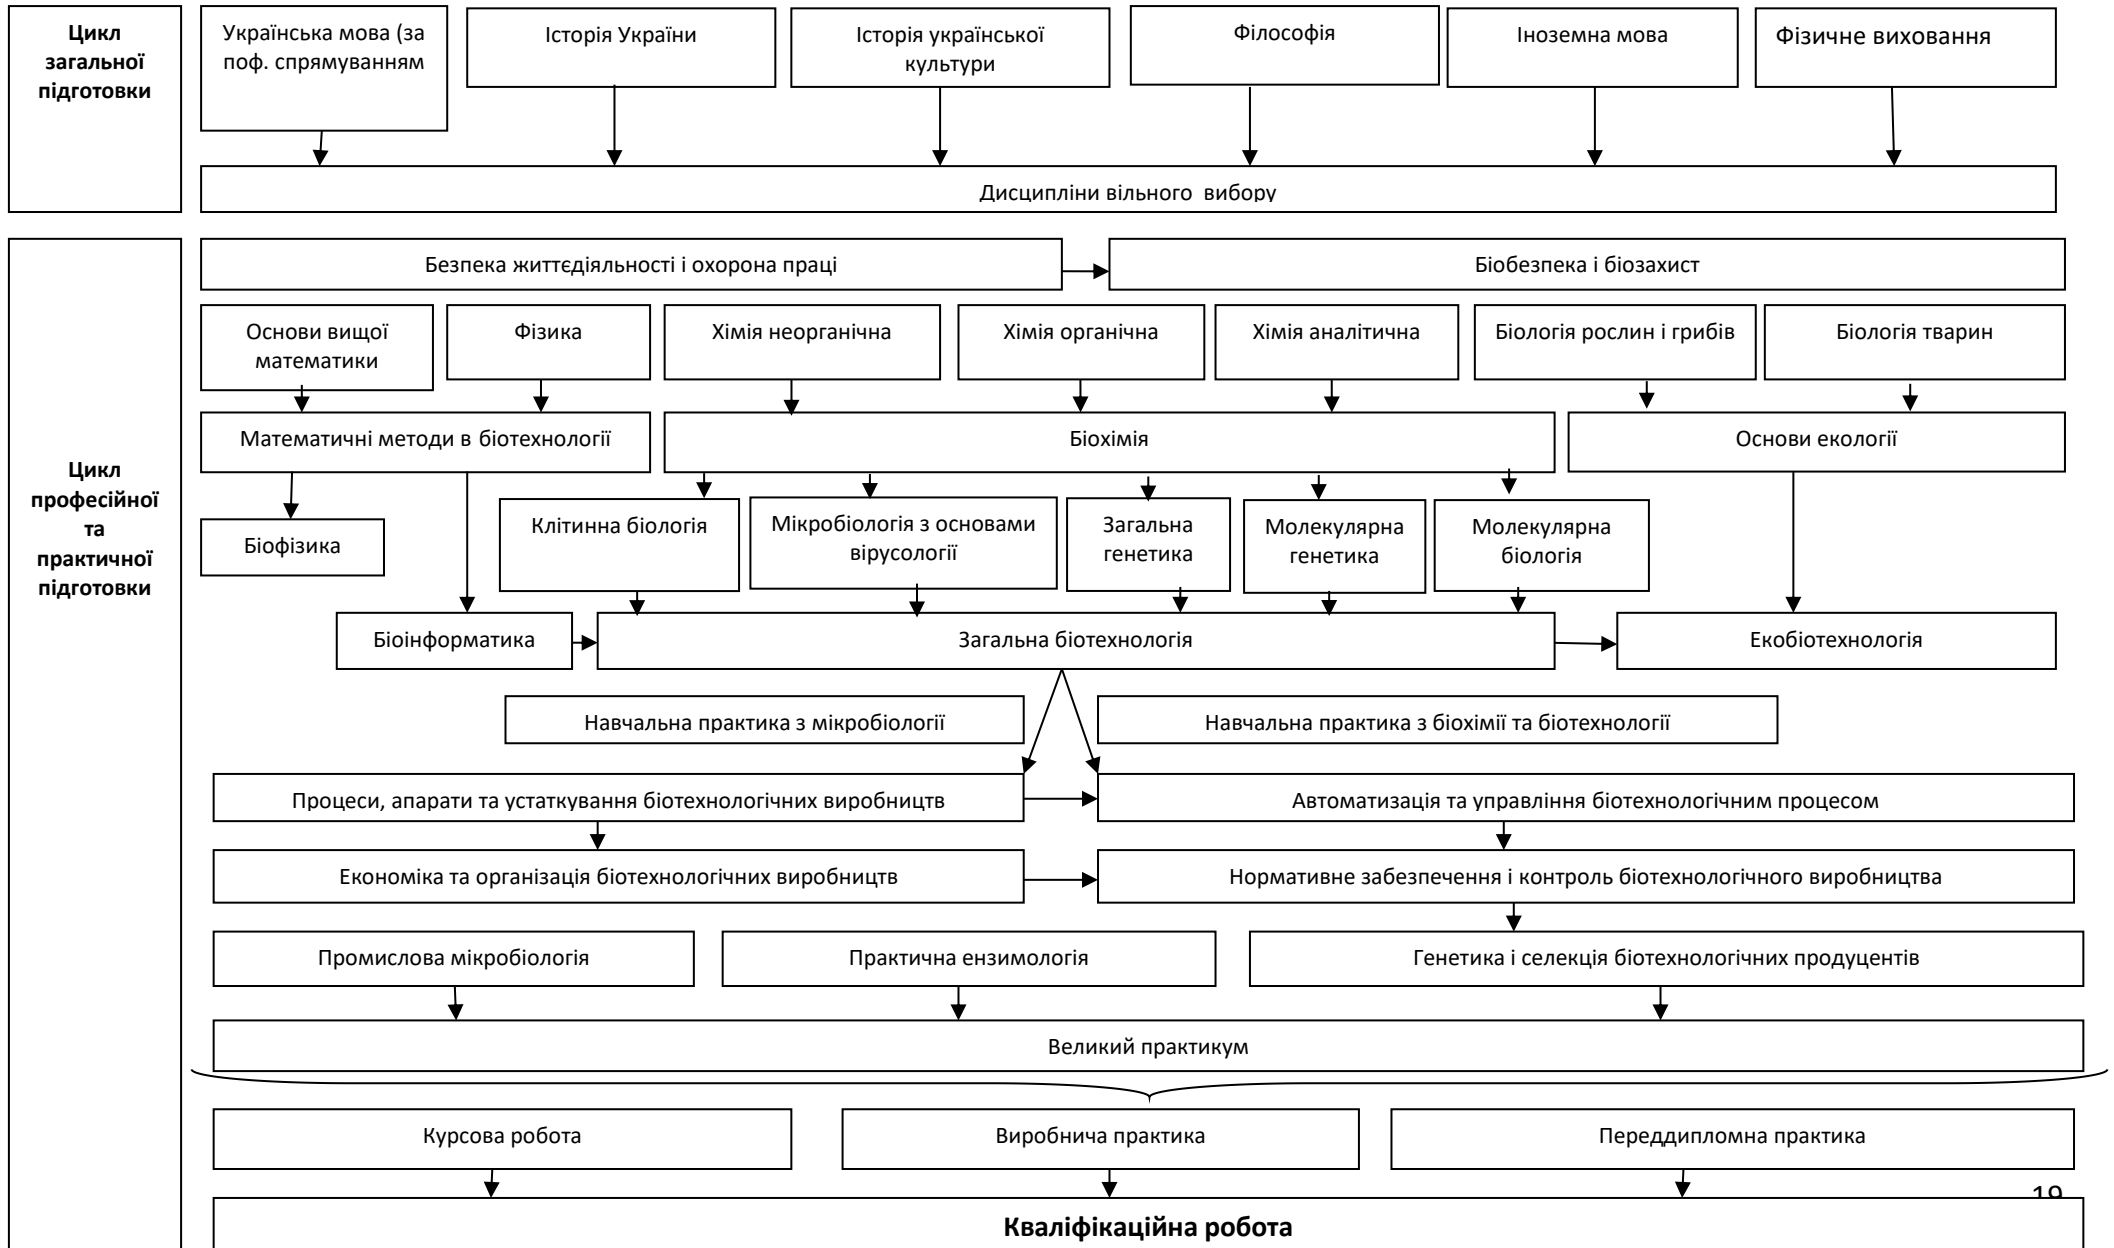 Цикл
загальної
підготовки
Українська мова (за
поф. спрямуванням
Історія України
Історія української
культури
Філософія
Іноземна мова
Фізичне виховання
Дисципліни вільного вибору
Цикл
професійної
та
практичної
підготовки
Безпека життєдіяльності і охорона праці
Біобезпека і біозахист
Основи вищої
математики
Фізика
Хімія неорганічна
Хімія органічна
Хімія аналітична
Біологія рослин і грибів
Біологія тварин
Математичні методи в біотехнології
Біохімія
Основи екології
Біофізика
Клітинна біологія
Мікробіологія з основами
вірусології
Загальна
генетика
Молекулярна
генетика
Молекулярна
біологія
Біоінформатика
Загальна біотехнологія
Екобіотехнологія
Навчальна практика з мікробіології
Навчальна практика з біохімії та біотехнології
Процеси, апарати та устаткування біотехнологічних виробництв
Автоматизація та управління біотехнологічним процесом
Економіка та організація біотехнологічних виробництв
Нормативне забезпечення і контроль біотехнологічного виробництва
Промислова мікробіологія
Практична ензимологія
Генетика і селекція біотехнологічних продуцентів
Великий практикум
Курсова робота
Виробнича практика
Переддипломна практика
19
Кваліфікаційна робота